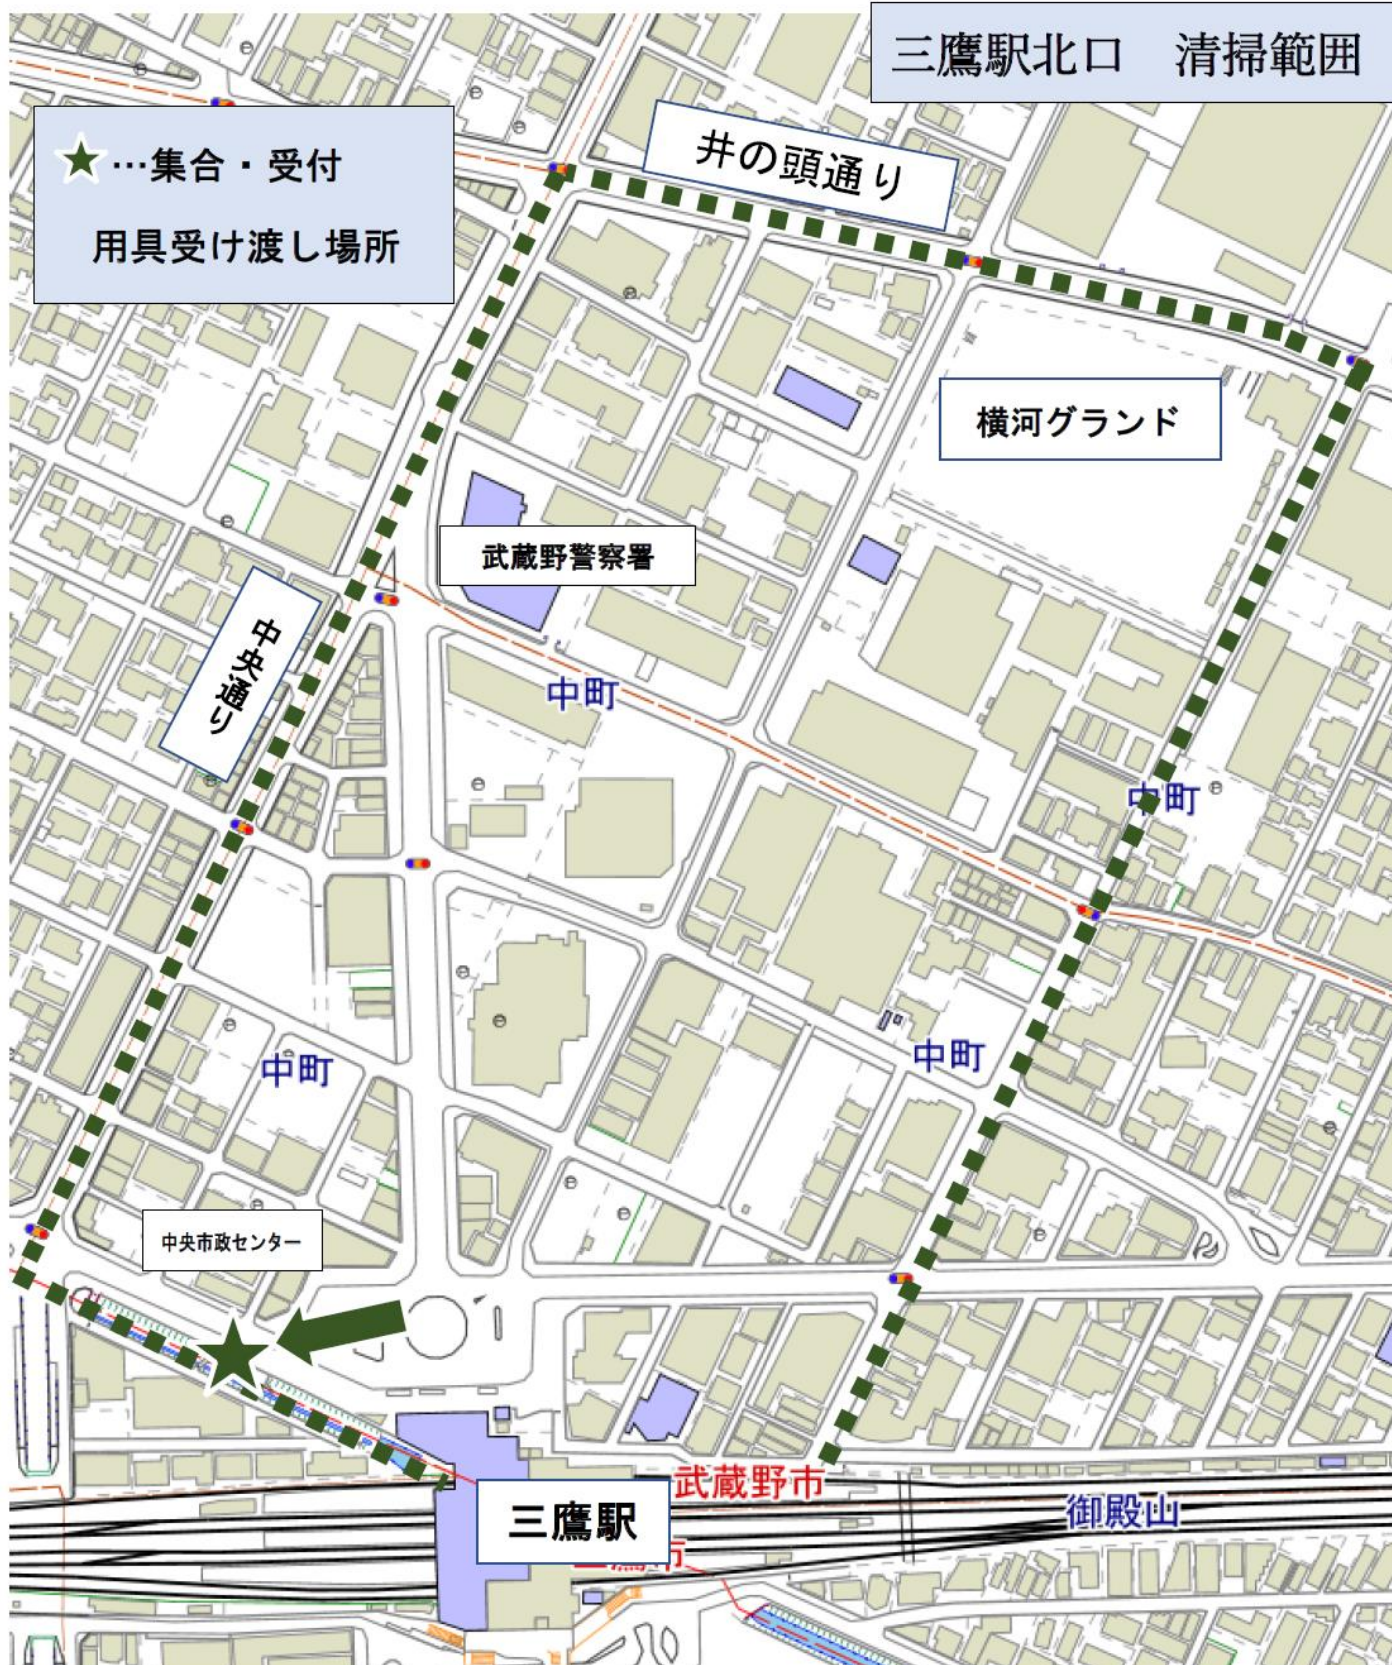 三鷹駅北口　清掃範囲
★…集合・受付
用具受け渡し場所
井の頭通り
横河グランド
武蔵野警察署
中央通り
中町
中町
中町
中町
中央市政センター
武蔵野市
三鷹駅
御殿山
市